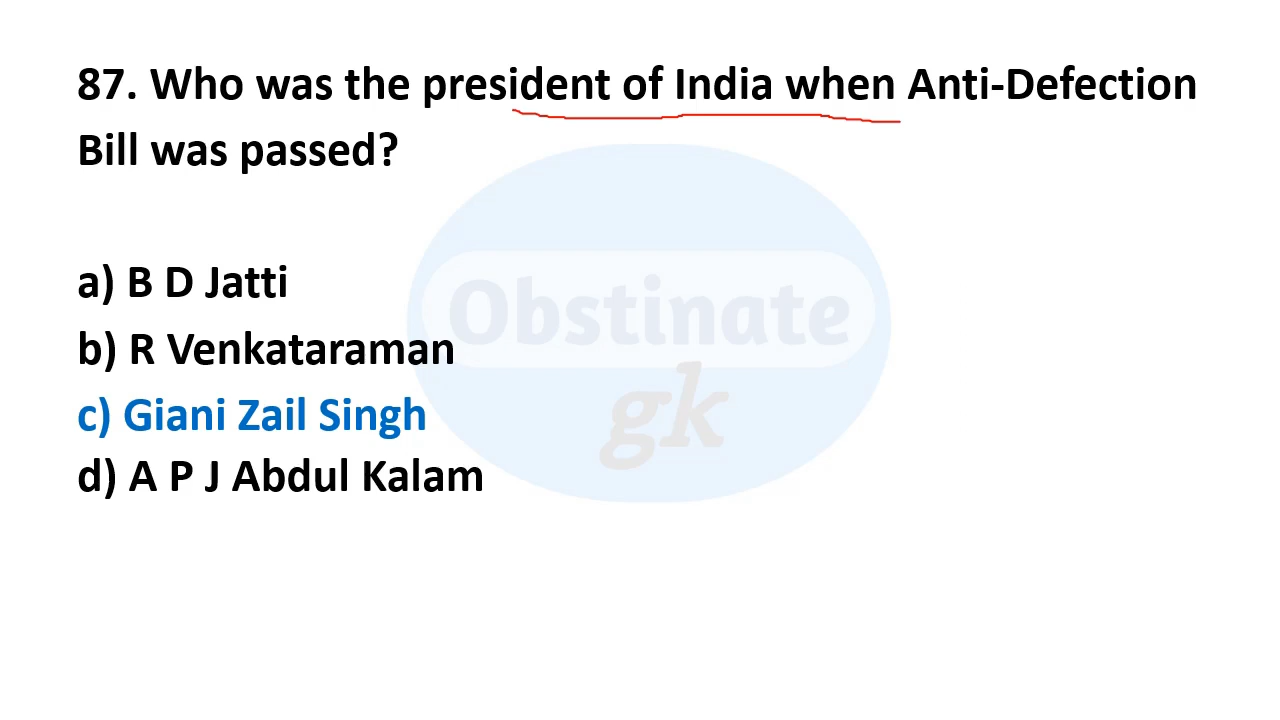 87. Who was the president of India when Anti-Defection
Bill was passed?
a) B D Jatti
b) R Venkataraman
c) Giani Zail Singh
d) A P J Abdul Kalam
Obstinate
gk